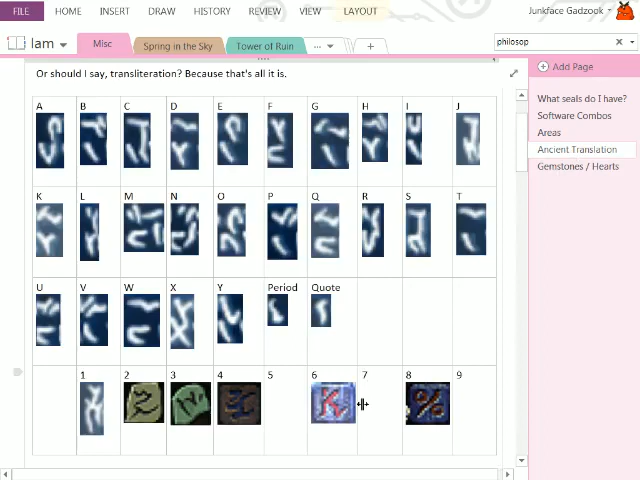 FILE HOME INSERT DRAW HISTORY REVIEW VIEW LAYOUT Junkface Gadzook
lam Misc Spring in the Sky Tower of Ruin ... + philosop
Or should I say, transliteration? Because that's all it is.
A B C D E F G H I J
K L M N O P Q R S T
U V W X Y Period Quote
1 2 3 4 5 6 7 8 9
Add Page
What seals do I have?
Software Combos
Areas
Ancient Translation
Gemstones / Hearts